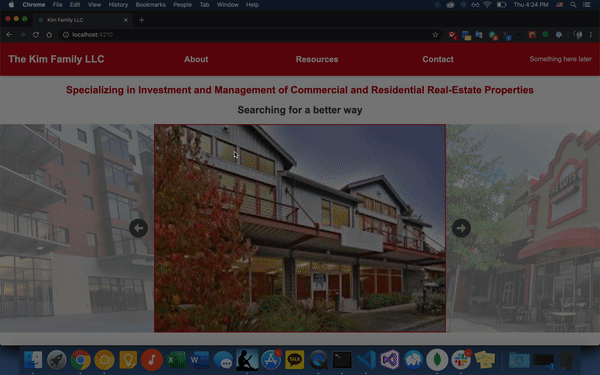 Chrome File Edit View History Bookmarks People Tab Window Help
Thu 4:24 PM
The Kim Family LLC
localhost:4210
The Kim Family LLC About Resources Contact Something here later
Specializing in Investment and Management of Commercial and Residential Real-Estate Properties
Searching for a better way
TALK